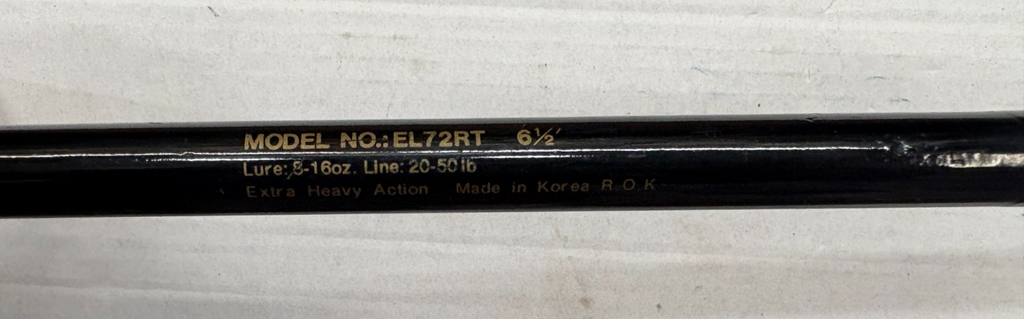 MODEL NO.: EL72RT 6½'
Lure: 8-16oz. Line: 20-50 lb
Extra Heavy Action Made in Korea R.O.K